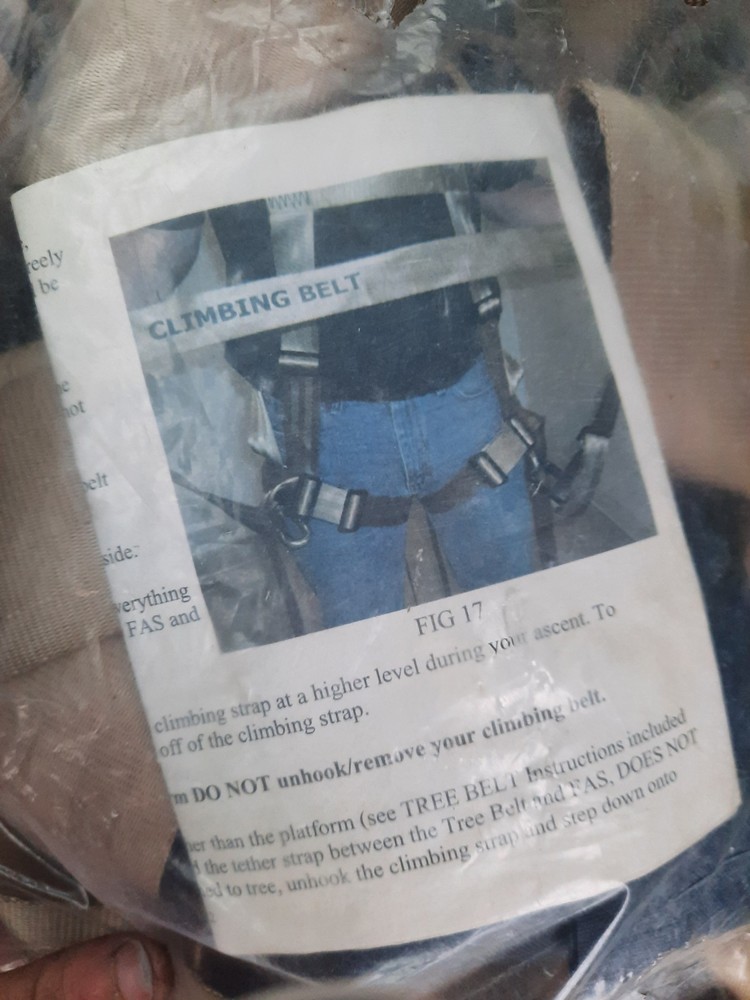 CLIMBING BELT
reely
be
ot
elt
side.
verything
FAS and
FIG 17
climbing strap at a higher level during your ascent. To
off of the climbing strap.
m DO NOT unhook/remove your climbing belt.
er than the platform (see TREE BELT Instructions included
the tether strap between the Tree Belt and FAS, DOES NOT
ed to tree, unhook the climbing strap and step down onto